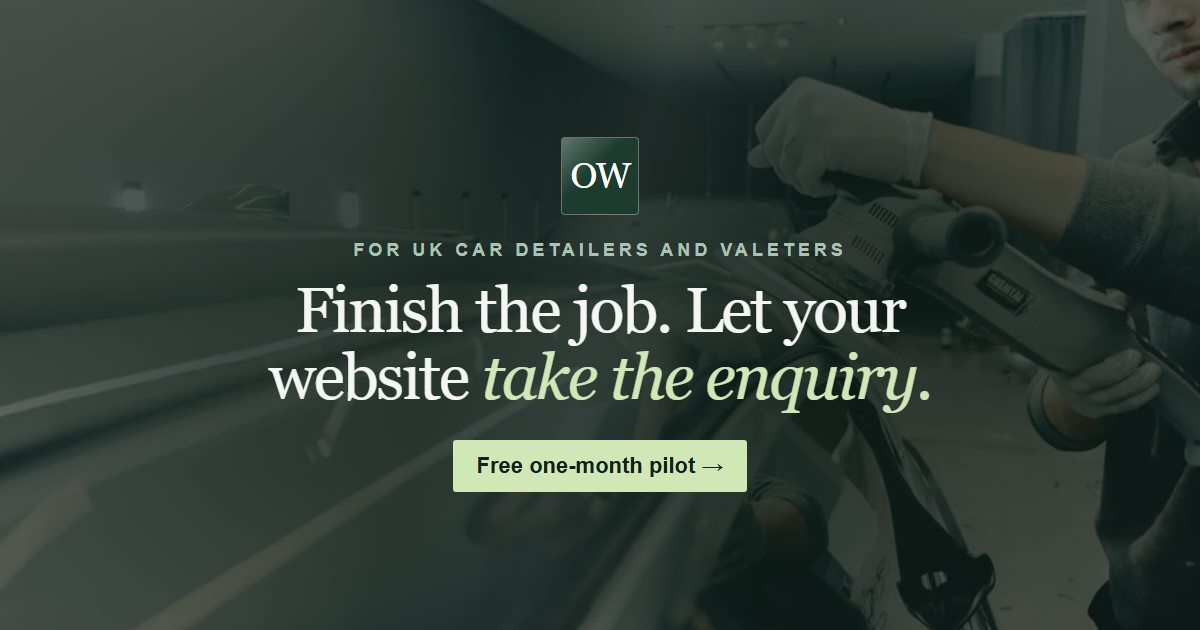 OW
FOR UK CAR DETAILERS AND VALETERS
Finish the job. Let your
website take the enquiry.
Free one-month pilot →